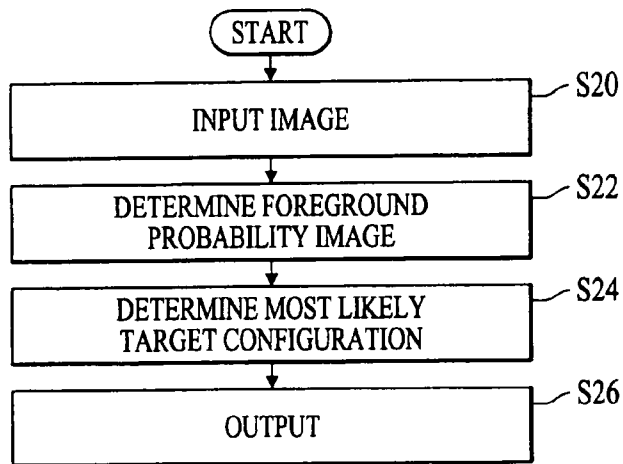 START
INPUT IMAGE
S20
DETERMINE FOREGROUND
PROBABILITY IMAGE
S22
DETERMINE MOST LIKELY
TARGET CONFIGURATION
S24
OUTPUT
S26